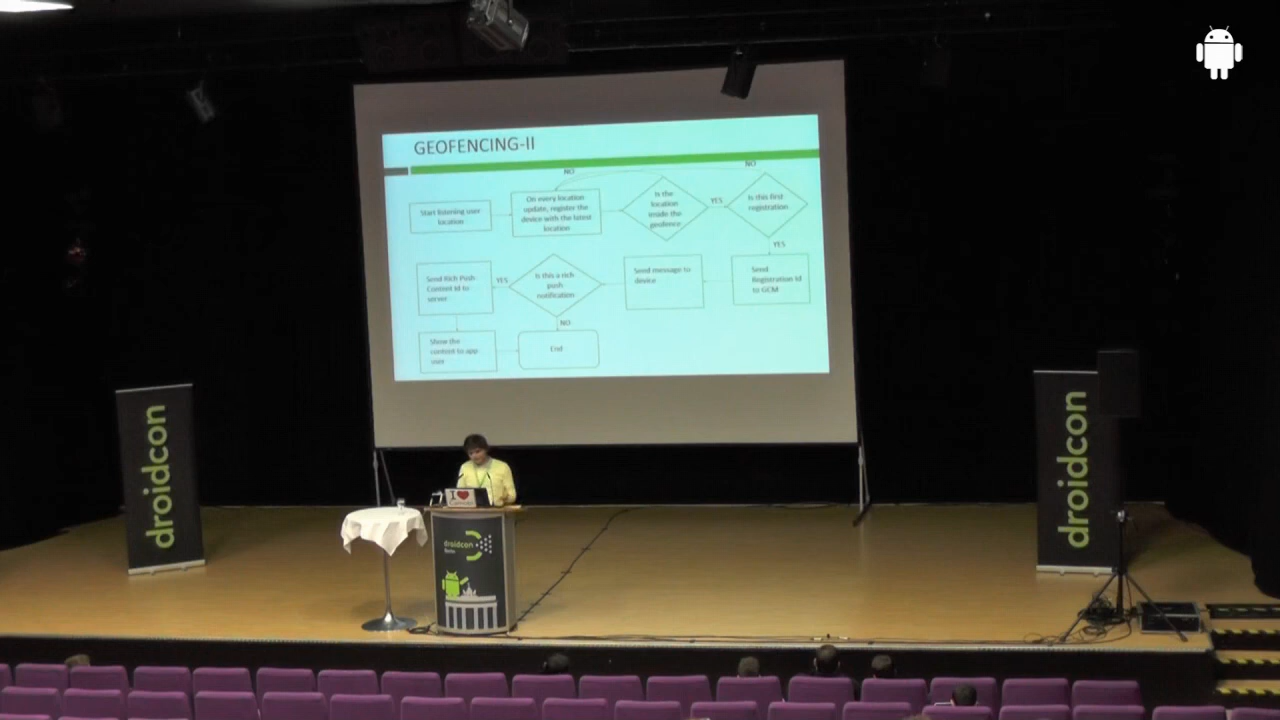 GEOFENCING-II
NO
NO
Start listening user
location
On every location
update, register the
device with the latest
location
Is the
location
inside the
geofence
YES
Is this first
registration
YES
Send Rich Push
Content Id to
server
YES
Is this a rich
push
notification
Send message to
device
Send
Registration Id
to GCM
NO
Show the
content to app
user
End
droidcon
droidcon
I
droidcon